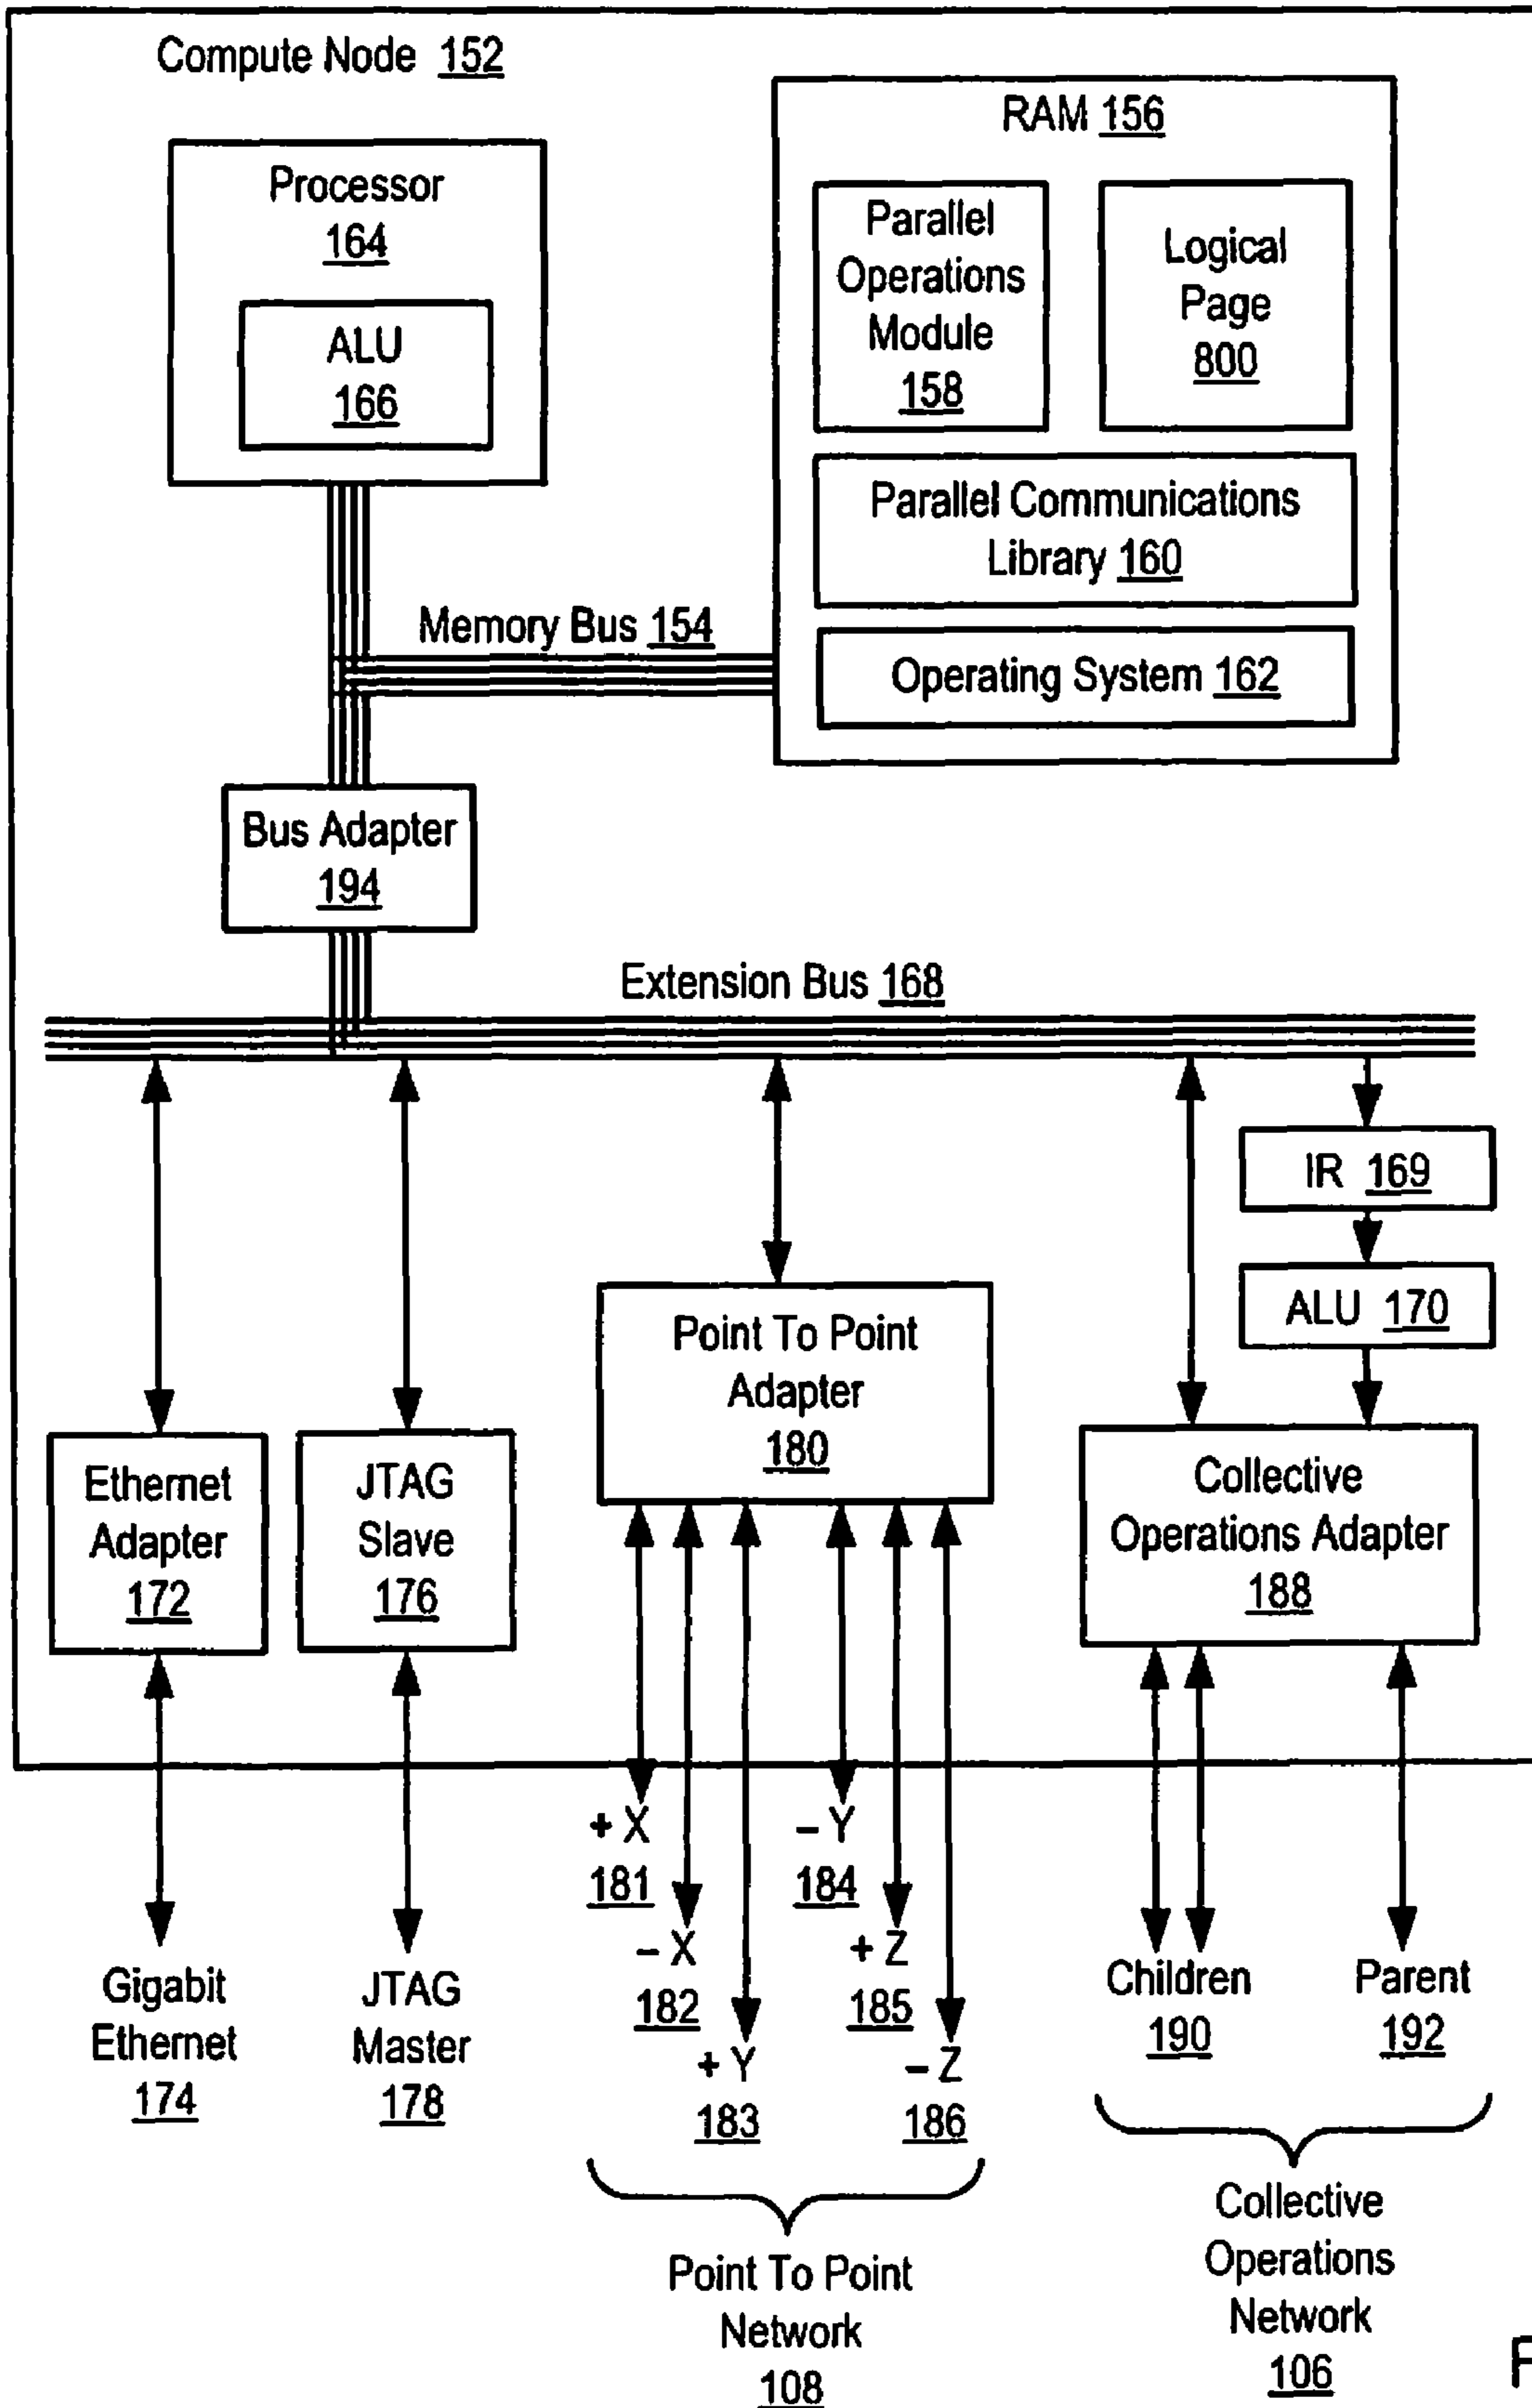 Compute Node 152
RAM 156
Processor
164
ALU
166
Parallel
Operations
Module
158
Logical
Page
800
Parallel Communications
Library 160
Operating System 162
Memory Bus 154
Bus Adapter
194
Extension Bus 168
IR 169
ALU 170
Point To Point
Adapter
180
Ethernet
Adapter
172
JTAG
Slave
176
Collective
Operations Adapter
188
+ X
181
- X
182
+ Y
183
- Y
184
+ Z
185
- Z
186
Gigabit
Ethernet
174
JTAG
Master
178
Children
190
Parent
192
Point To Point
Network
108
Collective
Operations
Network
106